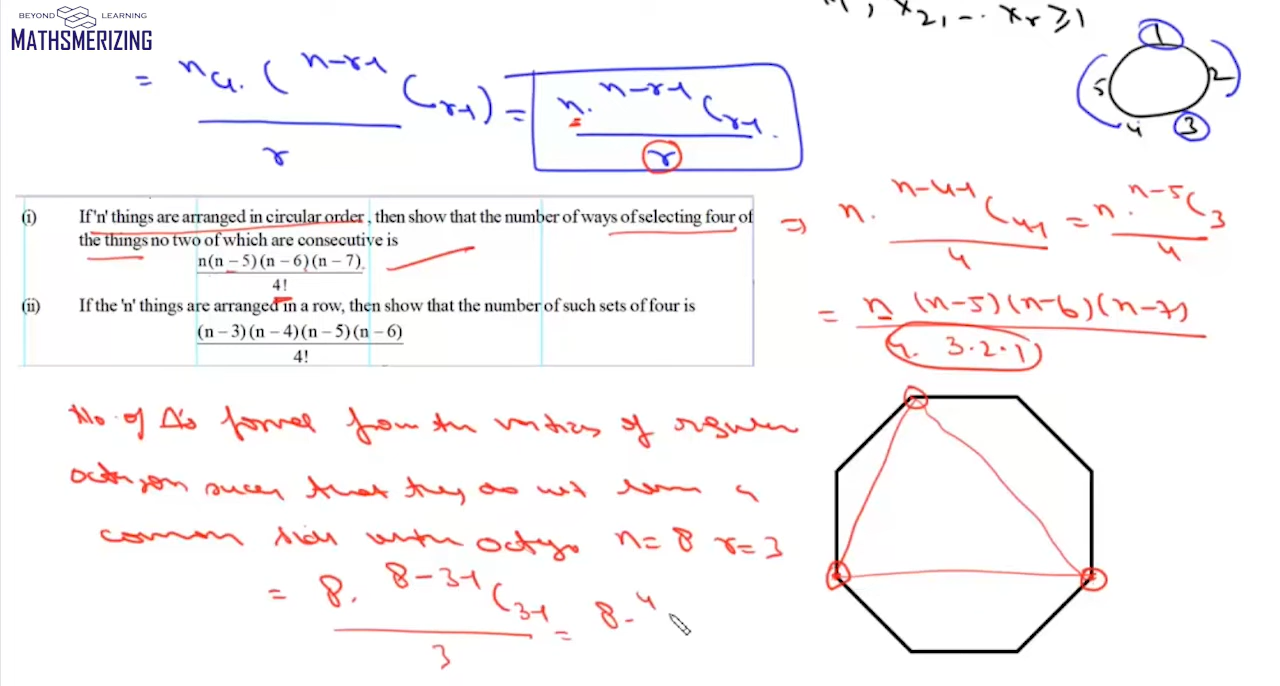 BEYOND LEARNING
MATHSMERIZING
x₂, ... xᵣ ≥ 1
1
2
3
4
5
= ⁿC₁ · (ⁿ⁻ʳ⁻¹Cᵣ₋₁) / r = n · ⁿ⁻ʳ⁻¹Cᵣ₋₁ / r
(i) If 'n' things are arranged in circular order , then show that the number of ways of selecting four of
the things no two of which are consecutive is
n(n − 5) (n − 6) (n − 7)
4!
(ii) If the 'n' things are arranged in a row, then show that the number of such sets of four is
(n − 3) (n − 4) (n − 5) (n − 6)
4!
⇒ n · ⁿ⁻⁴⁻¹C₄₋₁ / 4 = n · ⁿ⁻⁵C₃ / 4
= n (n-5)(n-6)(n-7) / 4 · 3 · 2 · 1
No. of Δs formed from the vertices of regular
octagon such that they do not have a
common side with octagon n = 8 r = 3
= 8 · ⁸⁻³⁻¹C₃₋₁ / 3 = 8 · ⁴